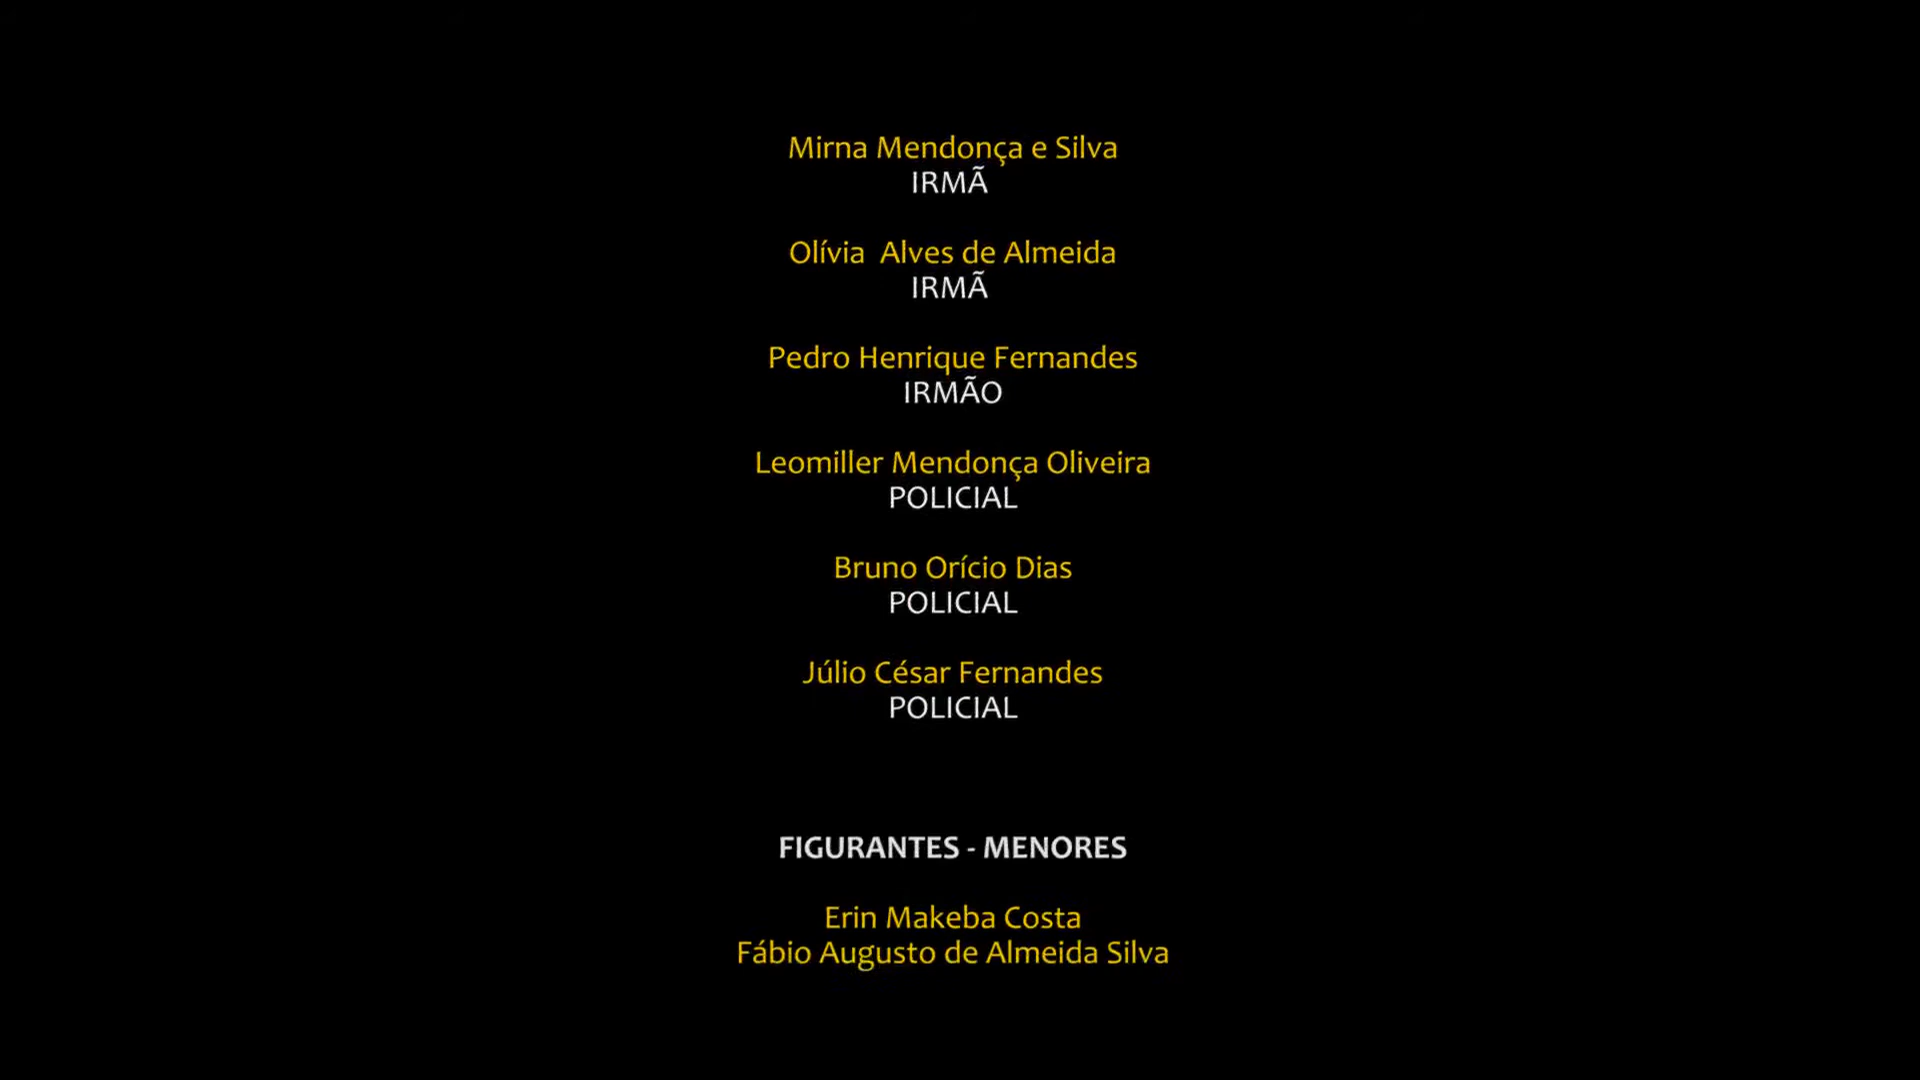 Mirna Mendonça e Silva
IRMÃ
Olívia  Alves de Almeida
IRMÃ
Pedro Henrique Fernandes
IRMÃO
Leomiller Mendonça Oliveira
POLICIAL
Bruno Orício Dias
POLICIAL
Júlio César Fernandes
POLICIAL
FIGURANTES - MENORES
Erin Makeba Costa
Fábio Augusto de Almeida Silva